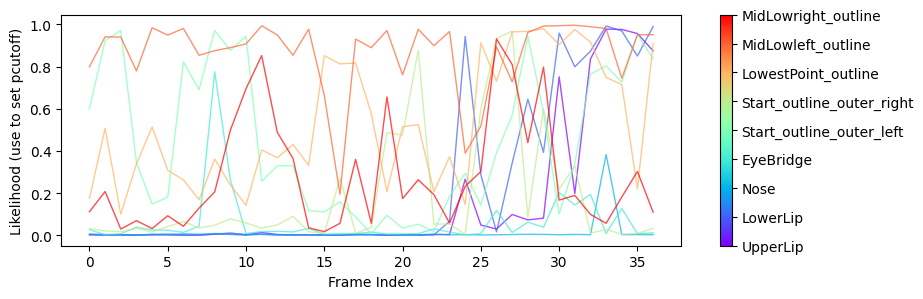 Likelihood (use to set pcutoff)
1.0
0.8
0.6
0.4
0.2
0.0
0
5
10
15
20
25
30
35
Frame Index
MidLowright_outline
MidLowleft_outline
LowestPoint_outline
Start_outline_outer_right
Start_outline_outer_left
EyeBridge
Nose
LowerLip
UpperLip